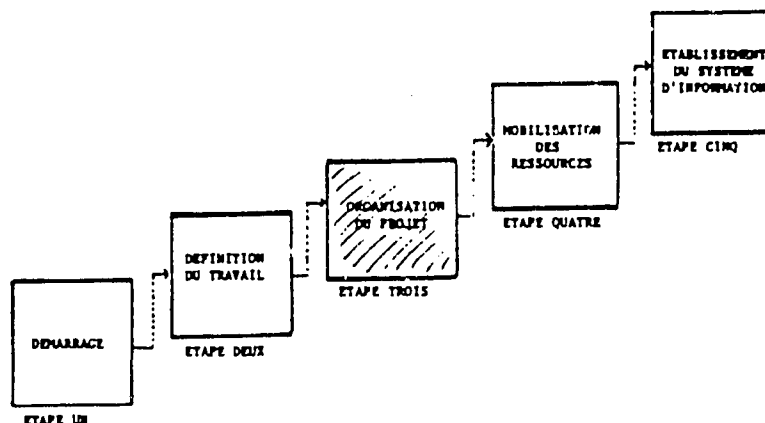 DEMARRAGE
ETAPE UN
DEFINITION
DU TRAVAIL
ETAPE DEUX
ORGANISATION
DU PROJET
ETAPE TROIS
MOBILISATION
DES
RESSOURCES
ETAPE QUATRE
ETABLISSEMENT
DU SYSTEME
D'INFORMATION
ETAPE CINQ